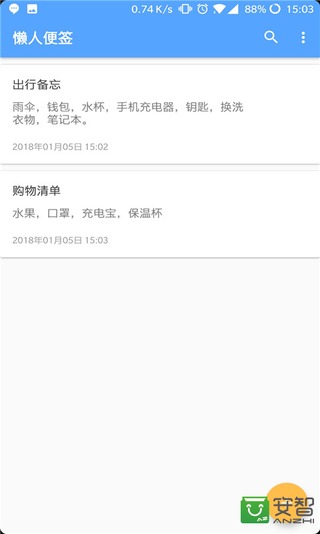 0.74 K/s 88% 15:03
懒人便签
出行备忘
雨伞，钱包，水杯，手机充电器，钥匙，换洗
衣物，笔记本。
2018年01月05日 15:02
购物清单
水果，口罩，充电宝，保温杯
2018年01月05日 15:03
安智
ANZHI